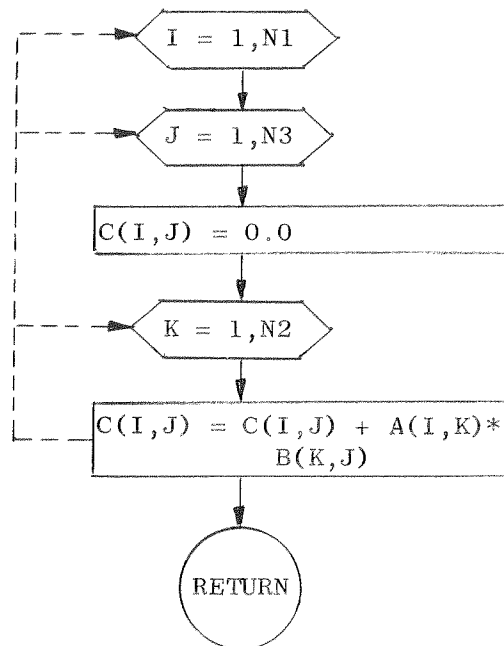 I = 1,N1
J = 1,N3
C(I,J) = 0.0
K = 1,N2
C(I,J) = C(I,J) + A(I,K)*
B(K,J)
RETURN